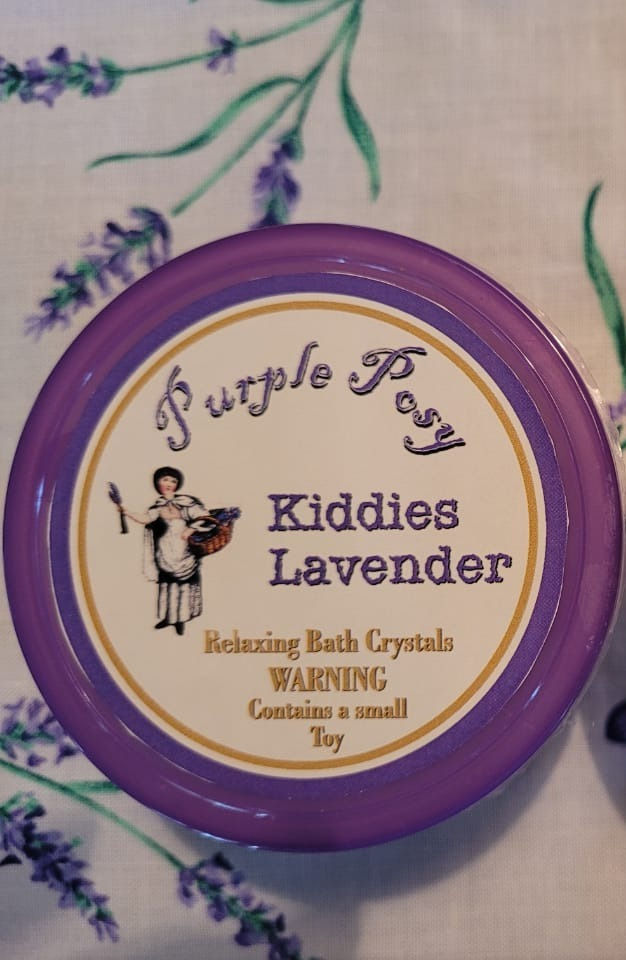 Purple Posy
Kiddies
Lavender
Relaxing Bath Crystals
WARNING
Contains a small
Toy